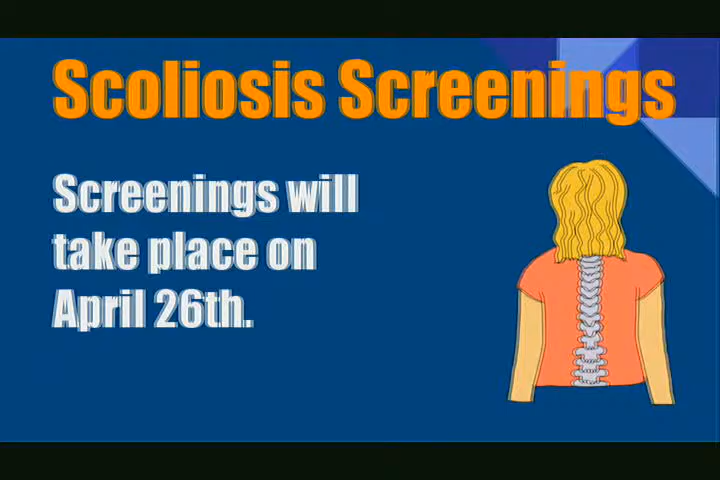 Scoliosis Screenings
Screenings will
take place on
April 26th.